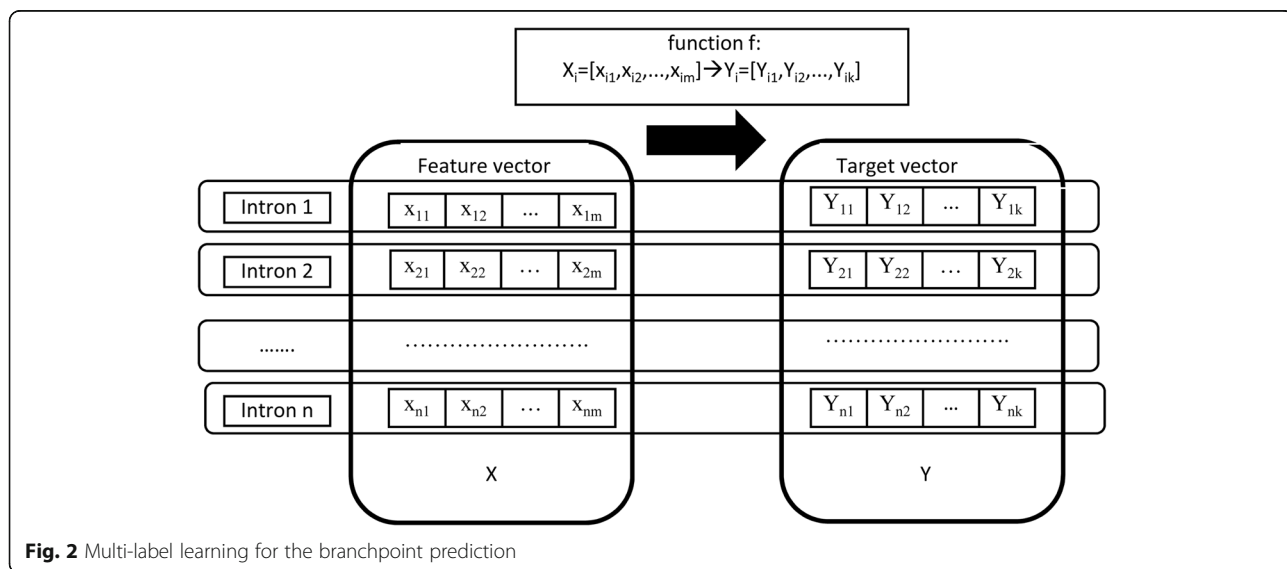 function f:
Xi=[xi1,xi2,...,xim]→Yi=[Yi1,Yi2,...,Yik]
Feature vector Target vector
Intron 1 x11 x12 ... x1m Y11 Y12 ... Y1k
Intron 2 x21 x22 ... x2m Y21 Y22 ... Y2k
....... .............................. ..............................
Intron n xn1 xn2 ... xnm Yn1 Yn2 ... Ynk
X Y
Fig. 2 Multi-label learning for the branchpoint prediction